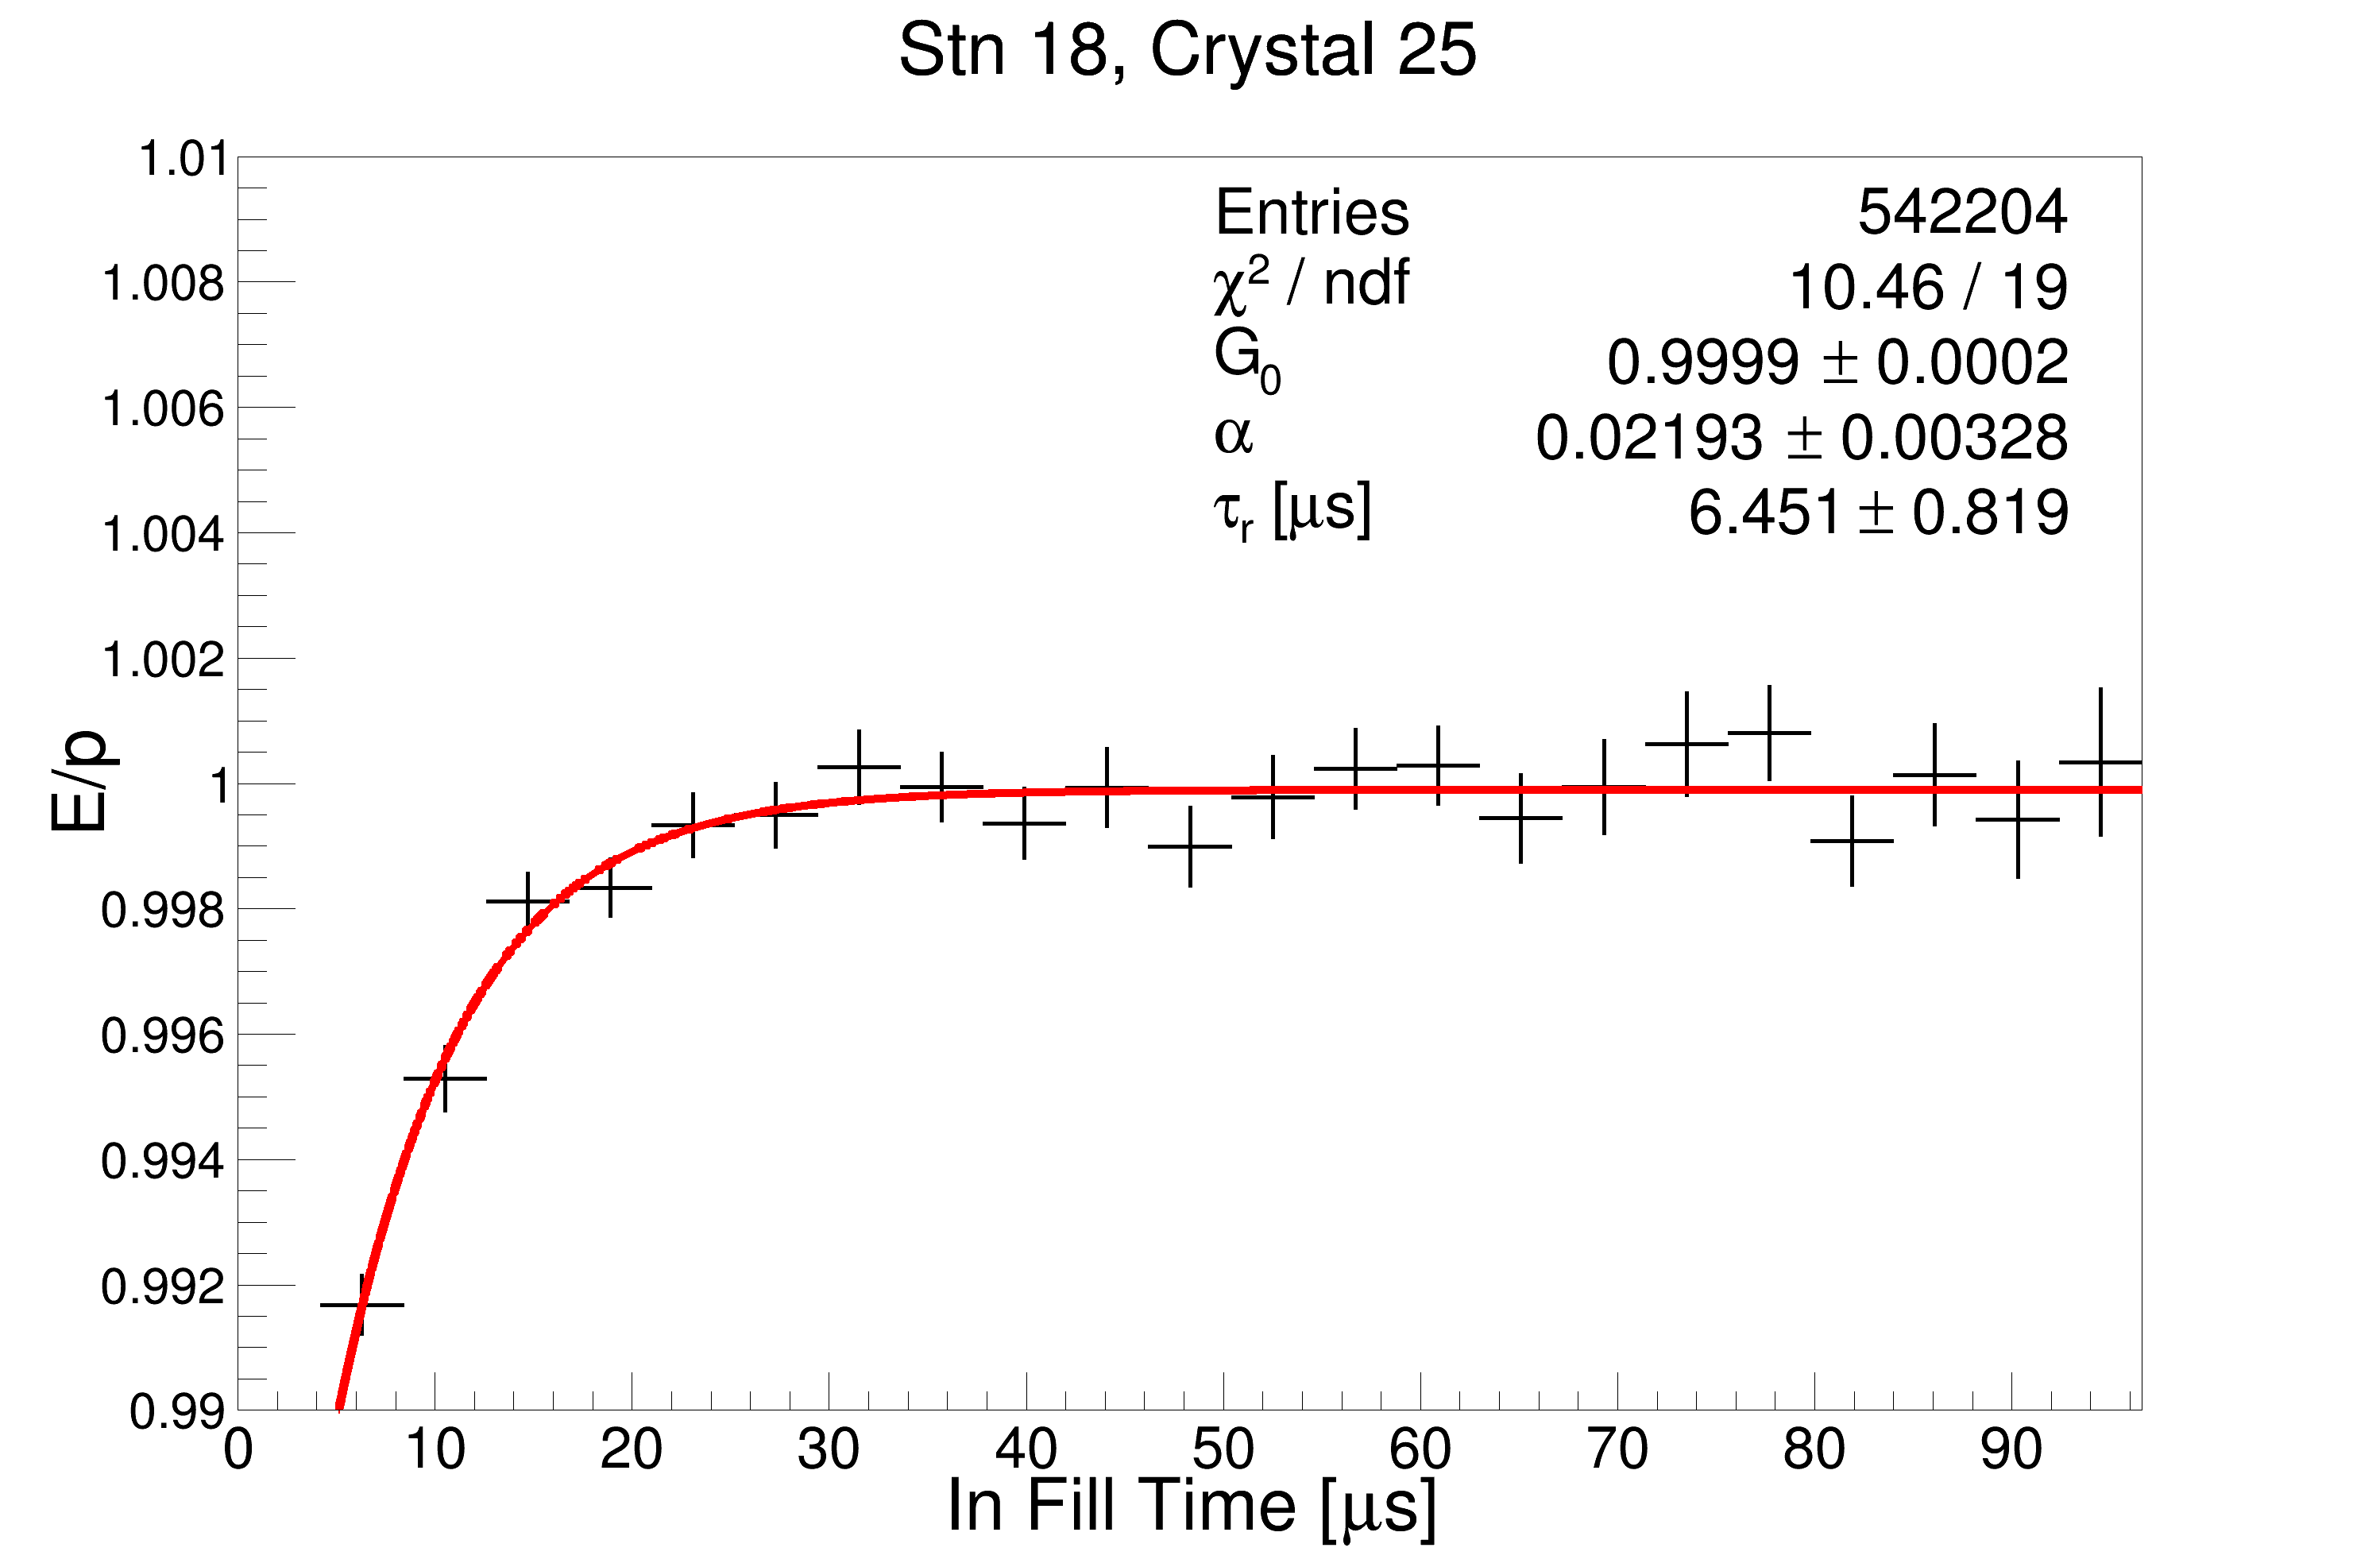 Stn 18, Crystal 25
Entries 542204
χ² / ndf 10.46 / 19
G₀ 0.9999 ± 0.0002
α 0.02193 ± 0.00328
τᵣ [μs] 6.451 ± 0.819
E/p
1.01
1.008
1.006
1.004
1.002
1
0.998
0.996
0.994
0.992
0.99
0 10 20 30 40 50 60 70 80 90
In Fill Time [μs]